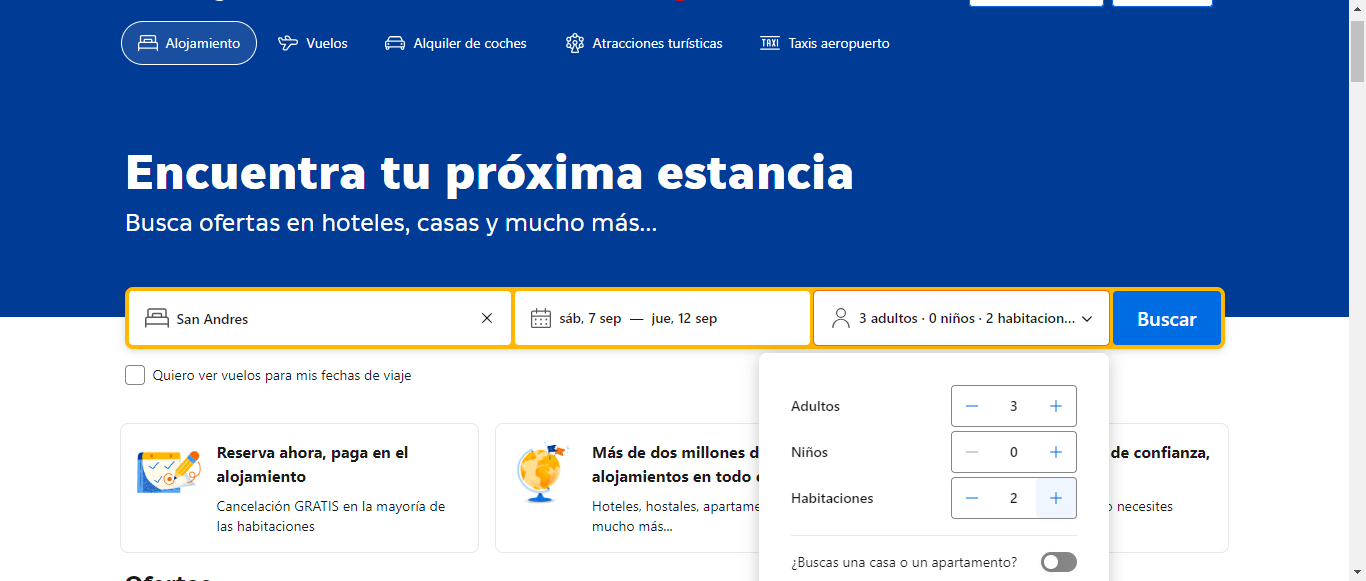 Alojamiento
Vuelos
Alquiler de coches
Atracciones turísticas
TAXI
Taxis aeropuerto
Encuentra tu próxima estancia
Busca ofertas en hoteles, casas y mucho más...
San Andres
sáb, 7 sep — jue, 12 sep
3 adultos · 0 niños · 2 habitacion...
Buscar
Quiero ver vuelos para mis fechas de viaje
Adultos
3
Niños
0
Habitaciones
2
¿Buscas una casa o un apartamento?
Reserva ahora, paga en el
alojamiento
Cancelación GRATIS en la mayoría de
las habitaciones
Más de dos millones d
alojamientos en todo
Hoteles, hostales, apartame
mucho más...
de confianza,
necesites
Ofertas